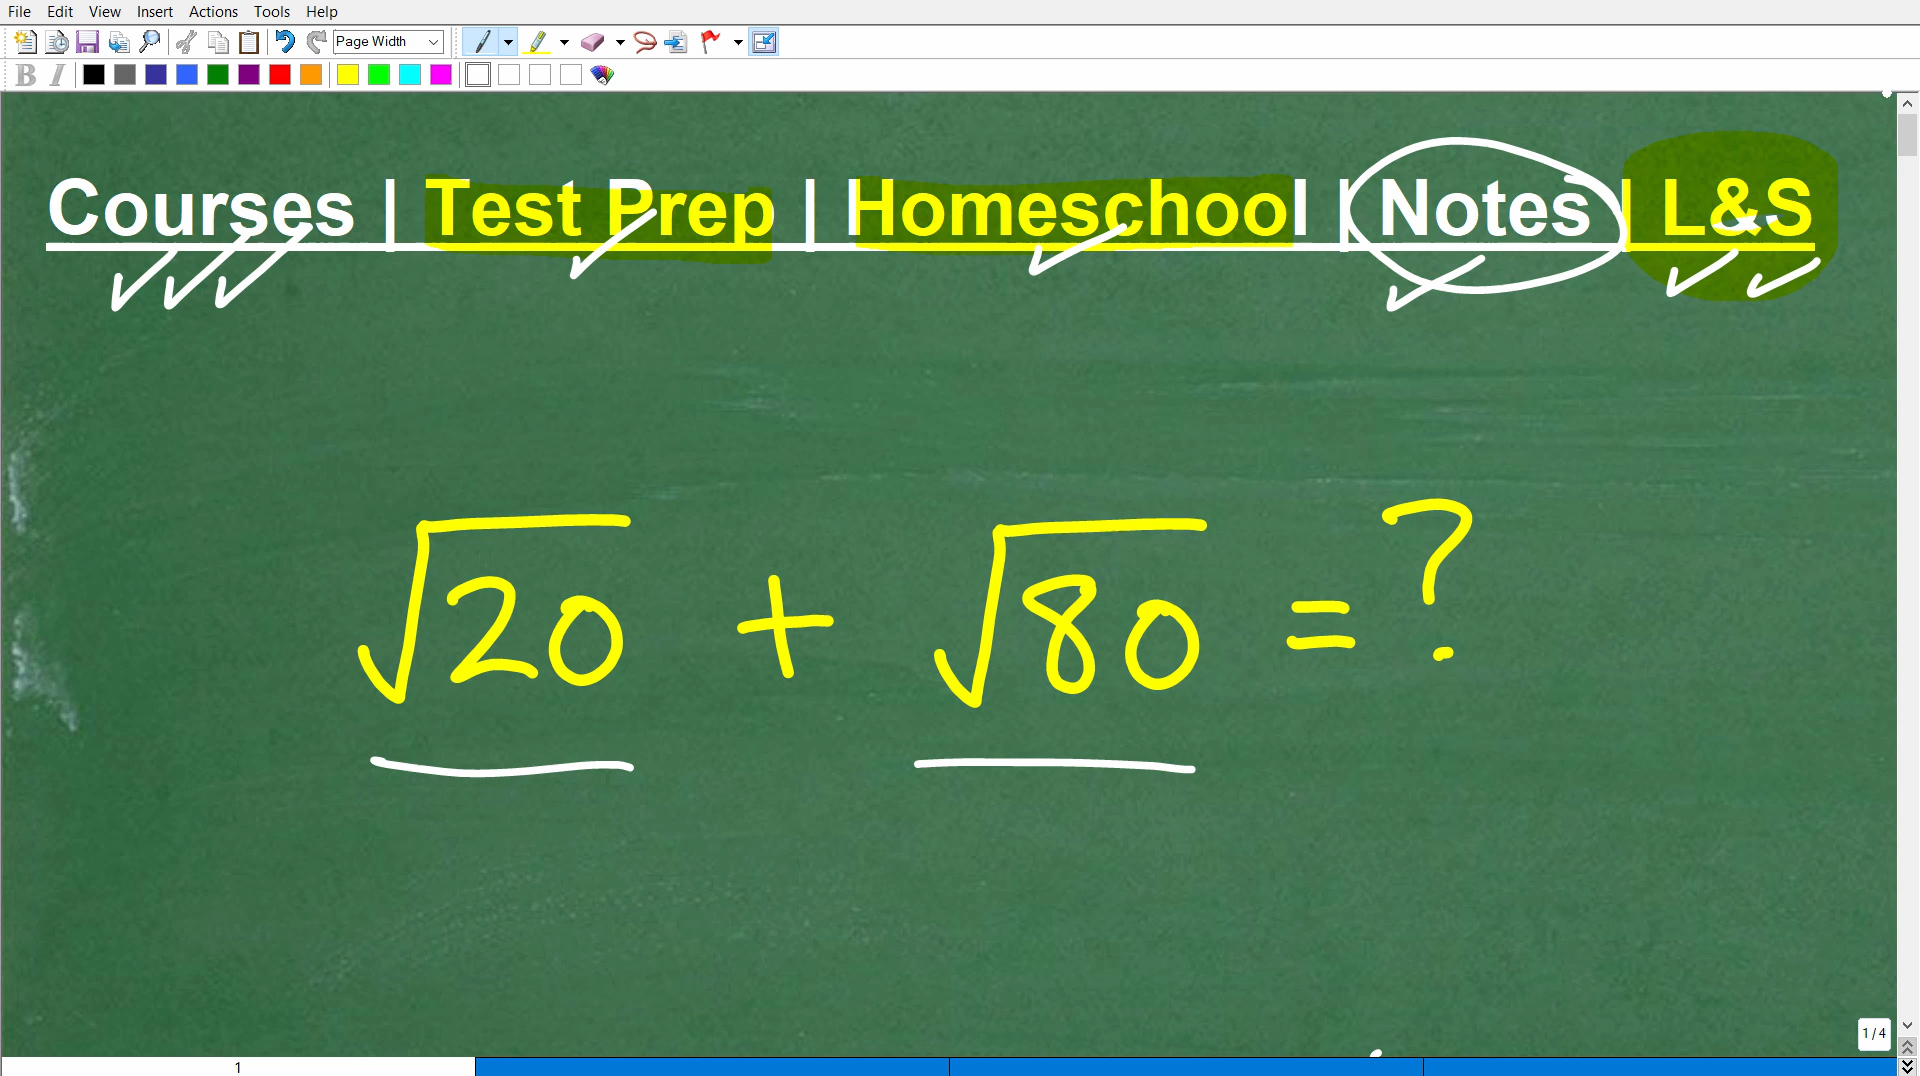 File Edit View Insert Actions Tools Help
Page Width
B I
Courses | Test Prep | Homeschool | Notes | L&S
√20 + √80 = ?
1 / 4
1